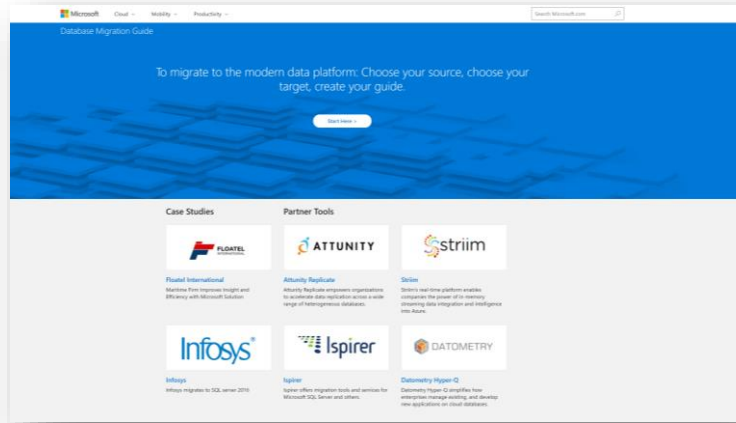 Microsoft Cloud Mobility Productivity Search Microsoft.com
Database Migration Guide
To migrate to the modern data platform: Choose your source, choose your
target, create your guide.
Start Here
Case Studies Partner Tools
FLOATEL
INTERNATIONAL
ATTUNITY
striim
Floatel International
Maritime Firm improves Insight and
Efficiency with Microsoft Solution
Attunity Replicate
Attunity Replicate empowers organizations
to accelerate data replication across a wide
range of heterogeneous databases.
Striim
Striim's real-time platform enables
companies the power of in memory
streaming data integration and intelligence
into Azure.
Infosys
Ispirer
DATOMETRY
Infosys
Infosys migrates to SQL server 2016
Ispirer
Ispirer offers migration tools and services for
Microsoft SQL Server and others.
Datometry Hyper-Q
Datometry Hyper-Q simplifies how
enterprises manage existing, and develop
new applications on cloud databases